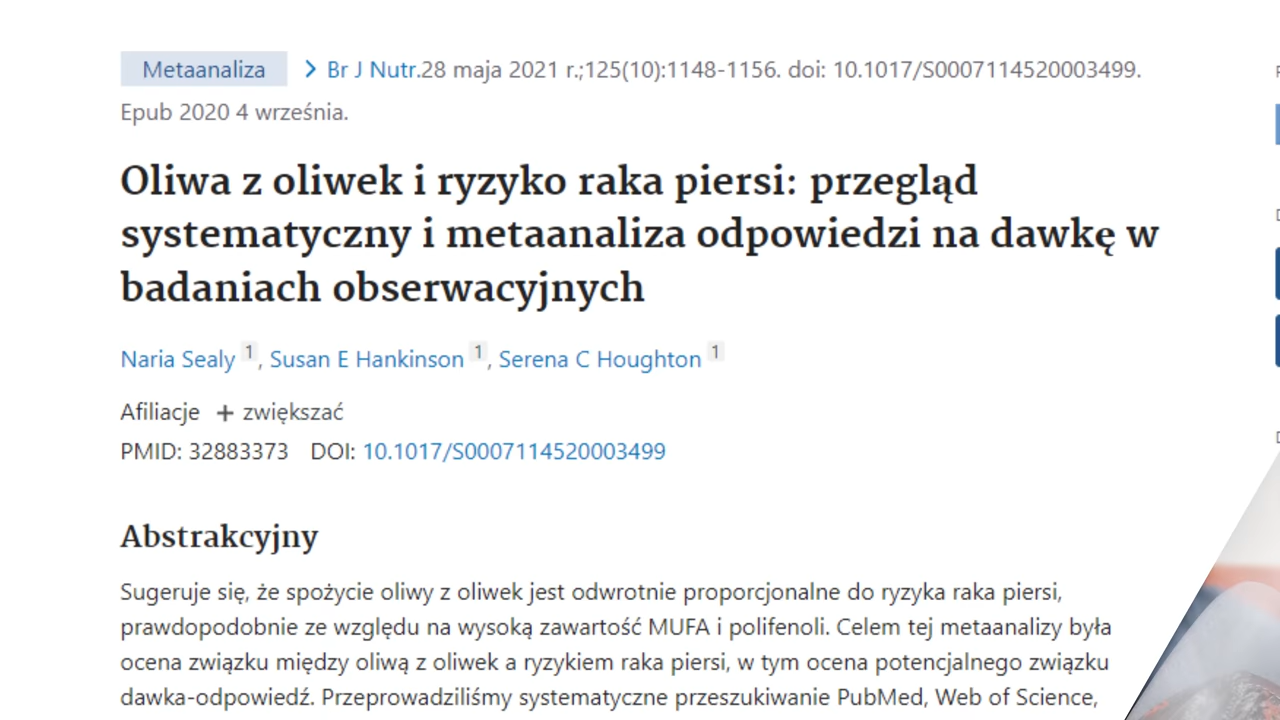 Metaanaliza > Br J Nutr.28 maja 2021 r.;125(10):1148-1156. doi: 10.1017/S0007114520003499.
Epub 2020 4 września.
Oliwa z oliwek i ryzyko raka piersi: przegląd
systematyczny i metaanaliza odpowiedzi na dawkę w
badaniach obserwacyjnych
Naria Sealy 1, Susan E Hankinson 1, Serena C Houghton 1
Afiliacje + zwiększać
PMID: 32883373 DOI: 10.1017/S0007114520003499
Abstrakcyjny
Sugeruje się, że spożycie oliwy z oliwek jest odwrotnie proporcjonalne do ryzyka raka piersi,
prawdopodobnie ze względu na wysoką zawartość MUFA i polifenoli. Celem tej metaanalizy była
ocena związku między oliwą z oliwek a ryzykiem raka piersi, w tym ocena potencjalnego związku
dawka-odpowiedź. Przeprowadziliśmy systematyczne przeszukiwanie PubMed, Web of Science,